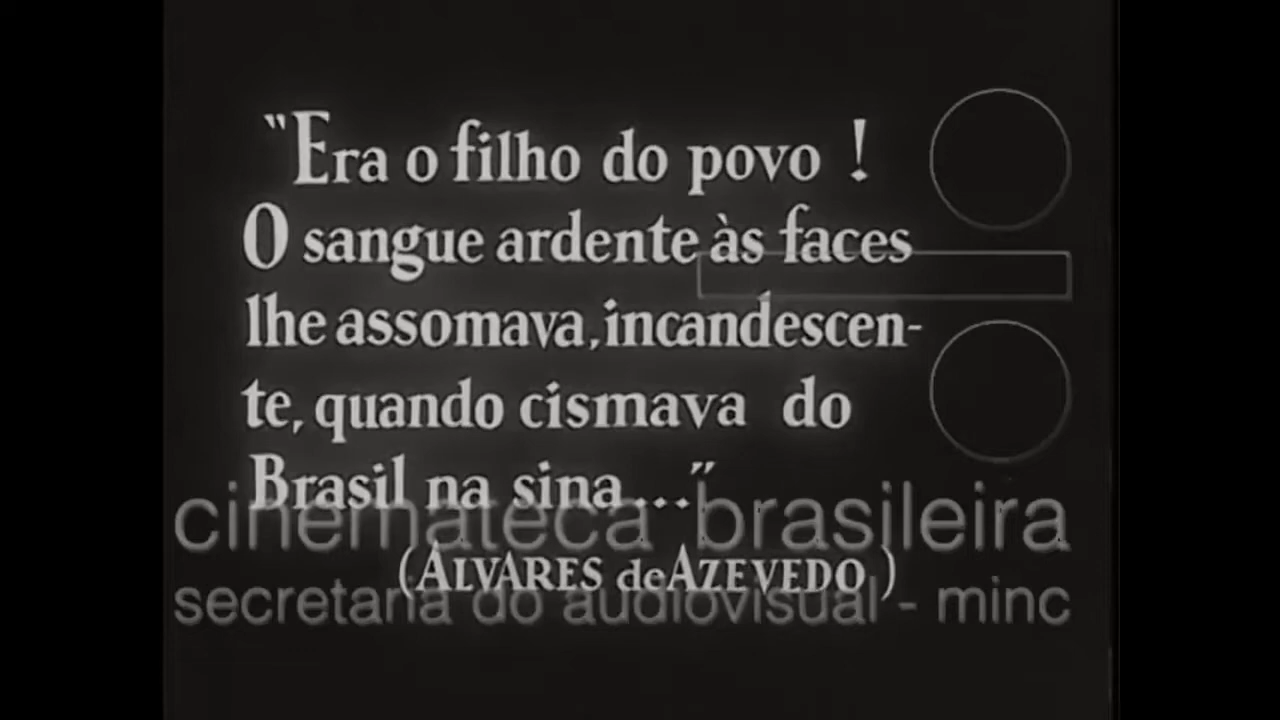 "Era o filho do povo !
O sangue ardente às faces
lhe assomava, incandescen-
te, quando cismava do
Brasil na sina..."
cinemateca brasileira
(ÁLVARES de AZEVEDO)
secretaria do audiovisual - minc